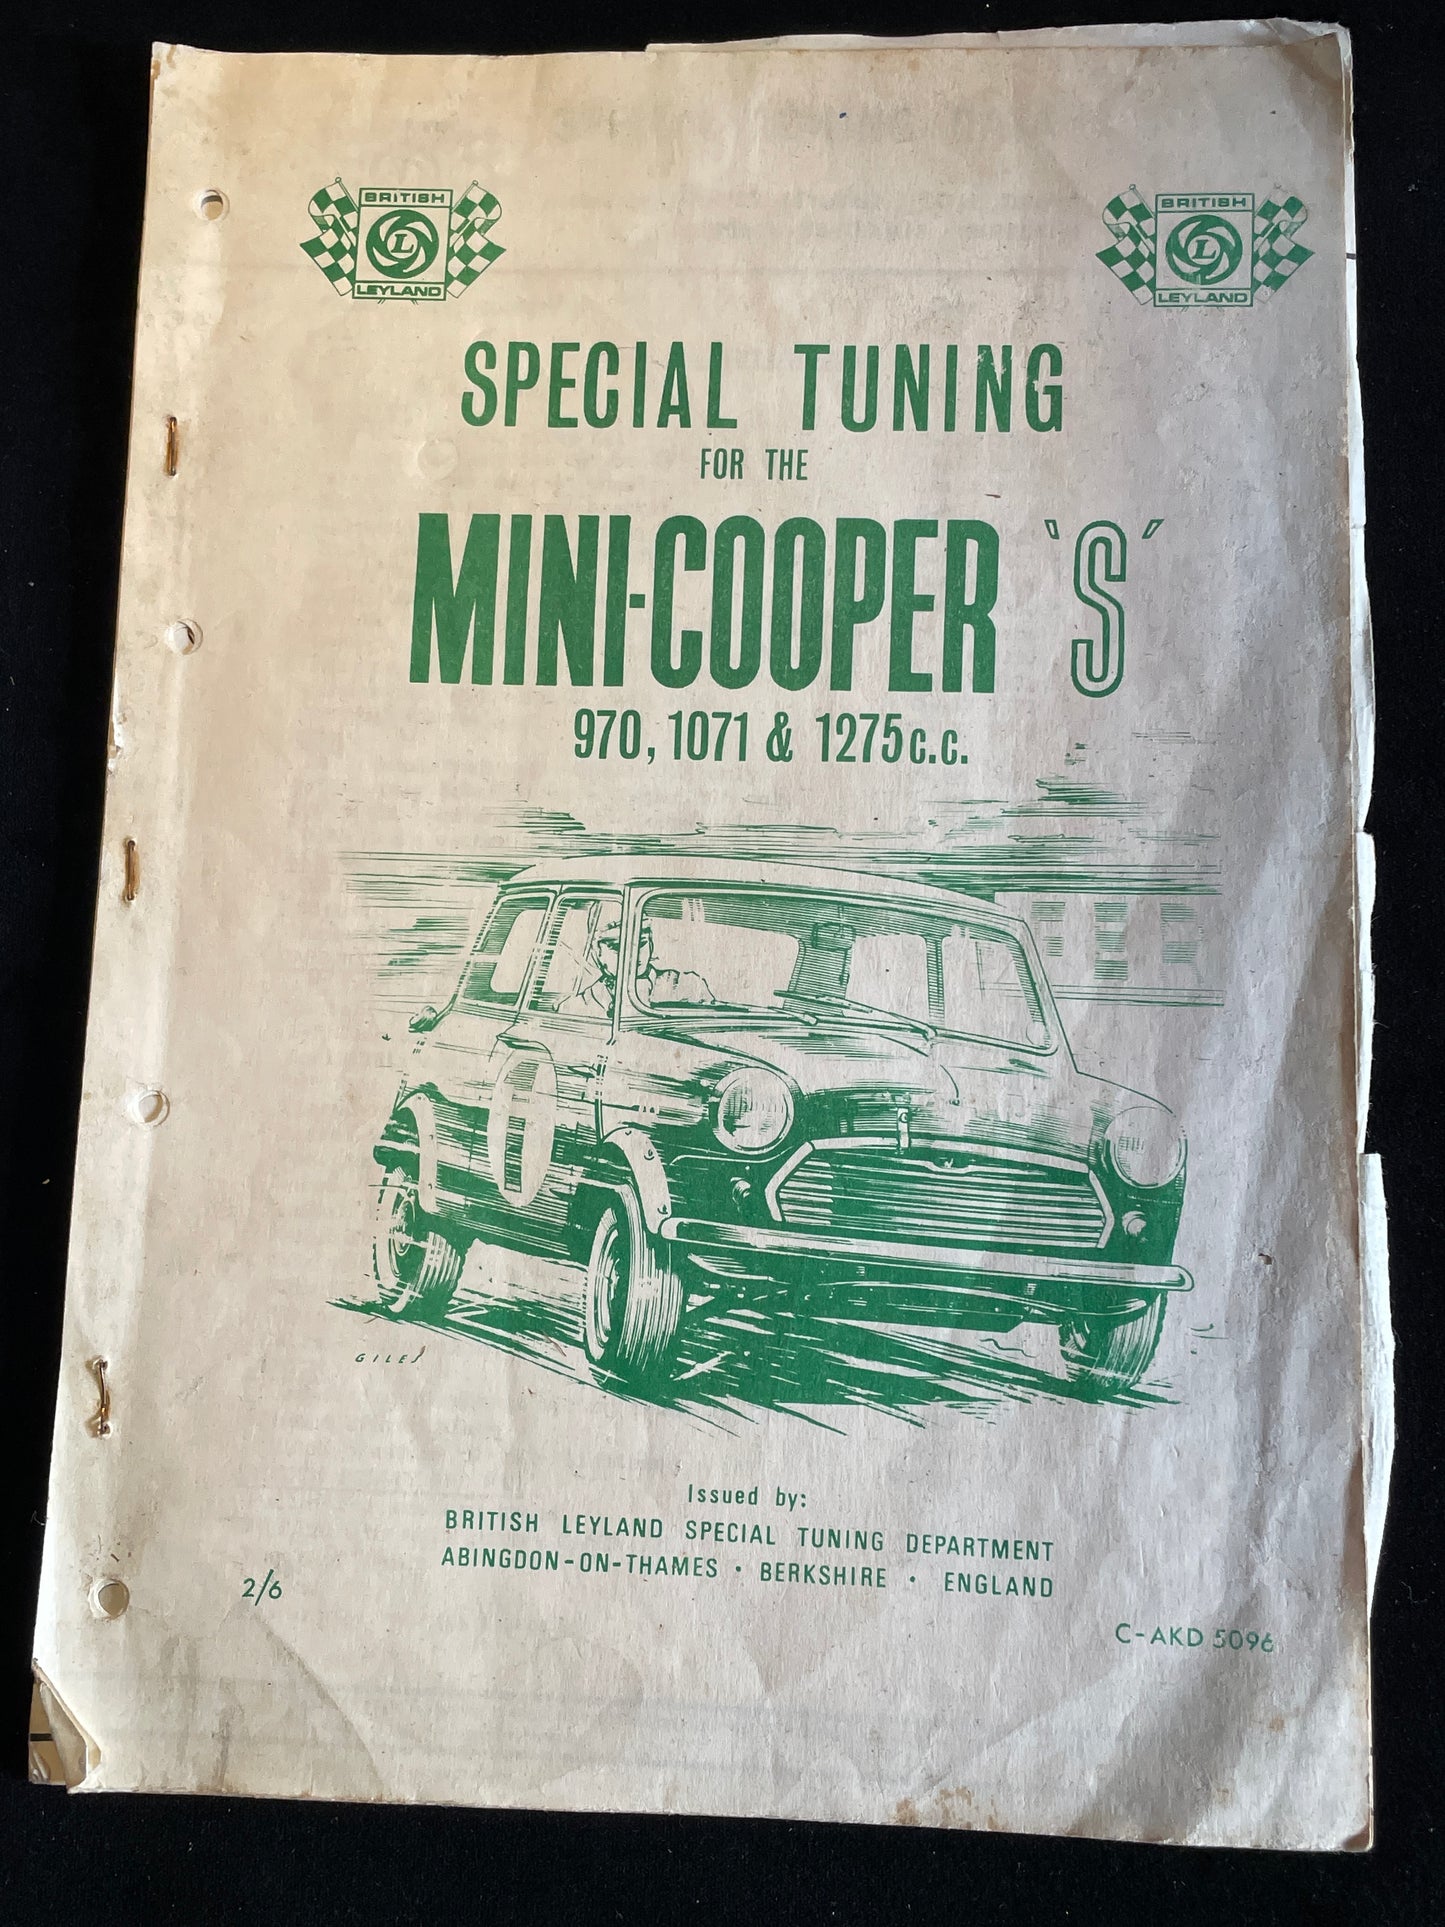 BRITISH
L
LEYLAND
BRITISH
L
LEYLAND
SPECIAL TUNING
FOR THE
MINI-COOPER 'S'
970, 1071 & 1275 c.c.
GILES
Issued by:
BRITISH LEYLAND SPECIAL TUNING DEPARTMENT
ABINGDON-ON-THAMES • BERKSHIRE • ENGLAND
2/6
C-AKD 5096